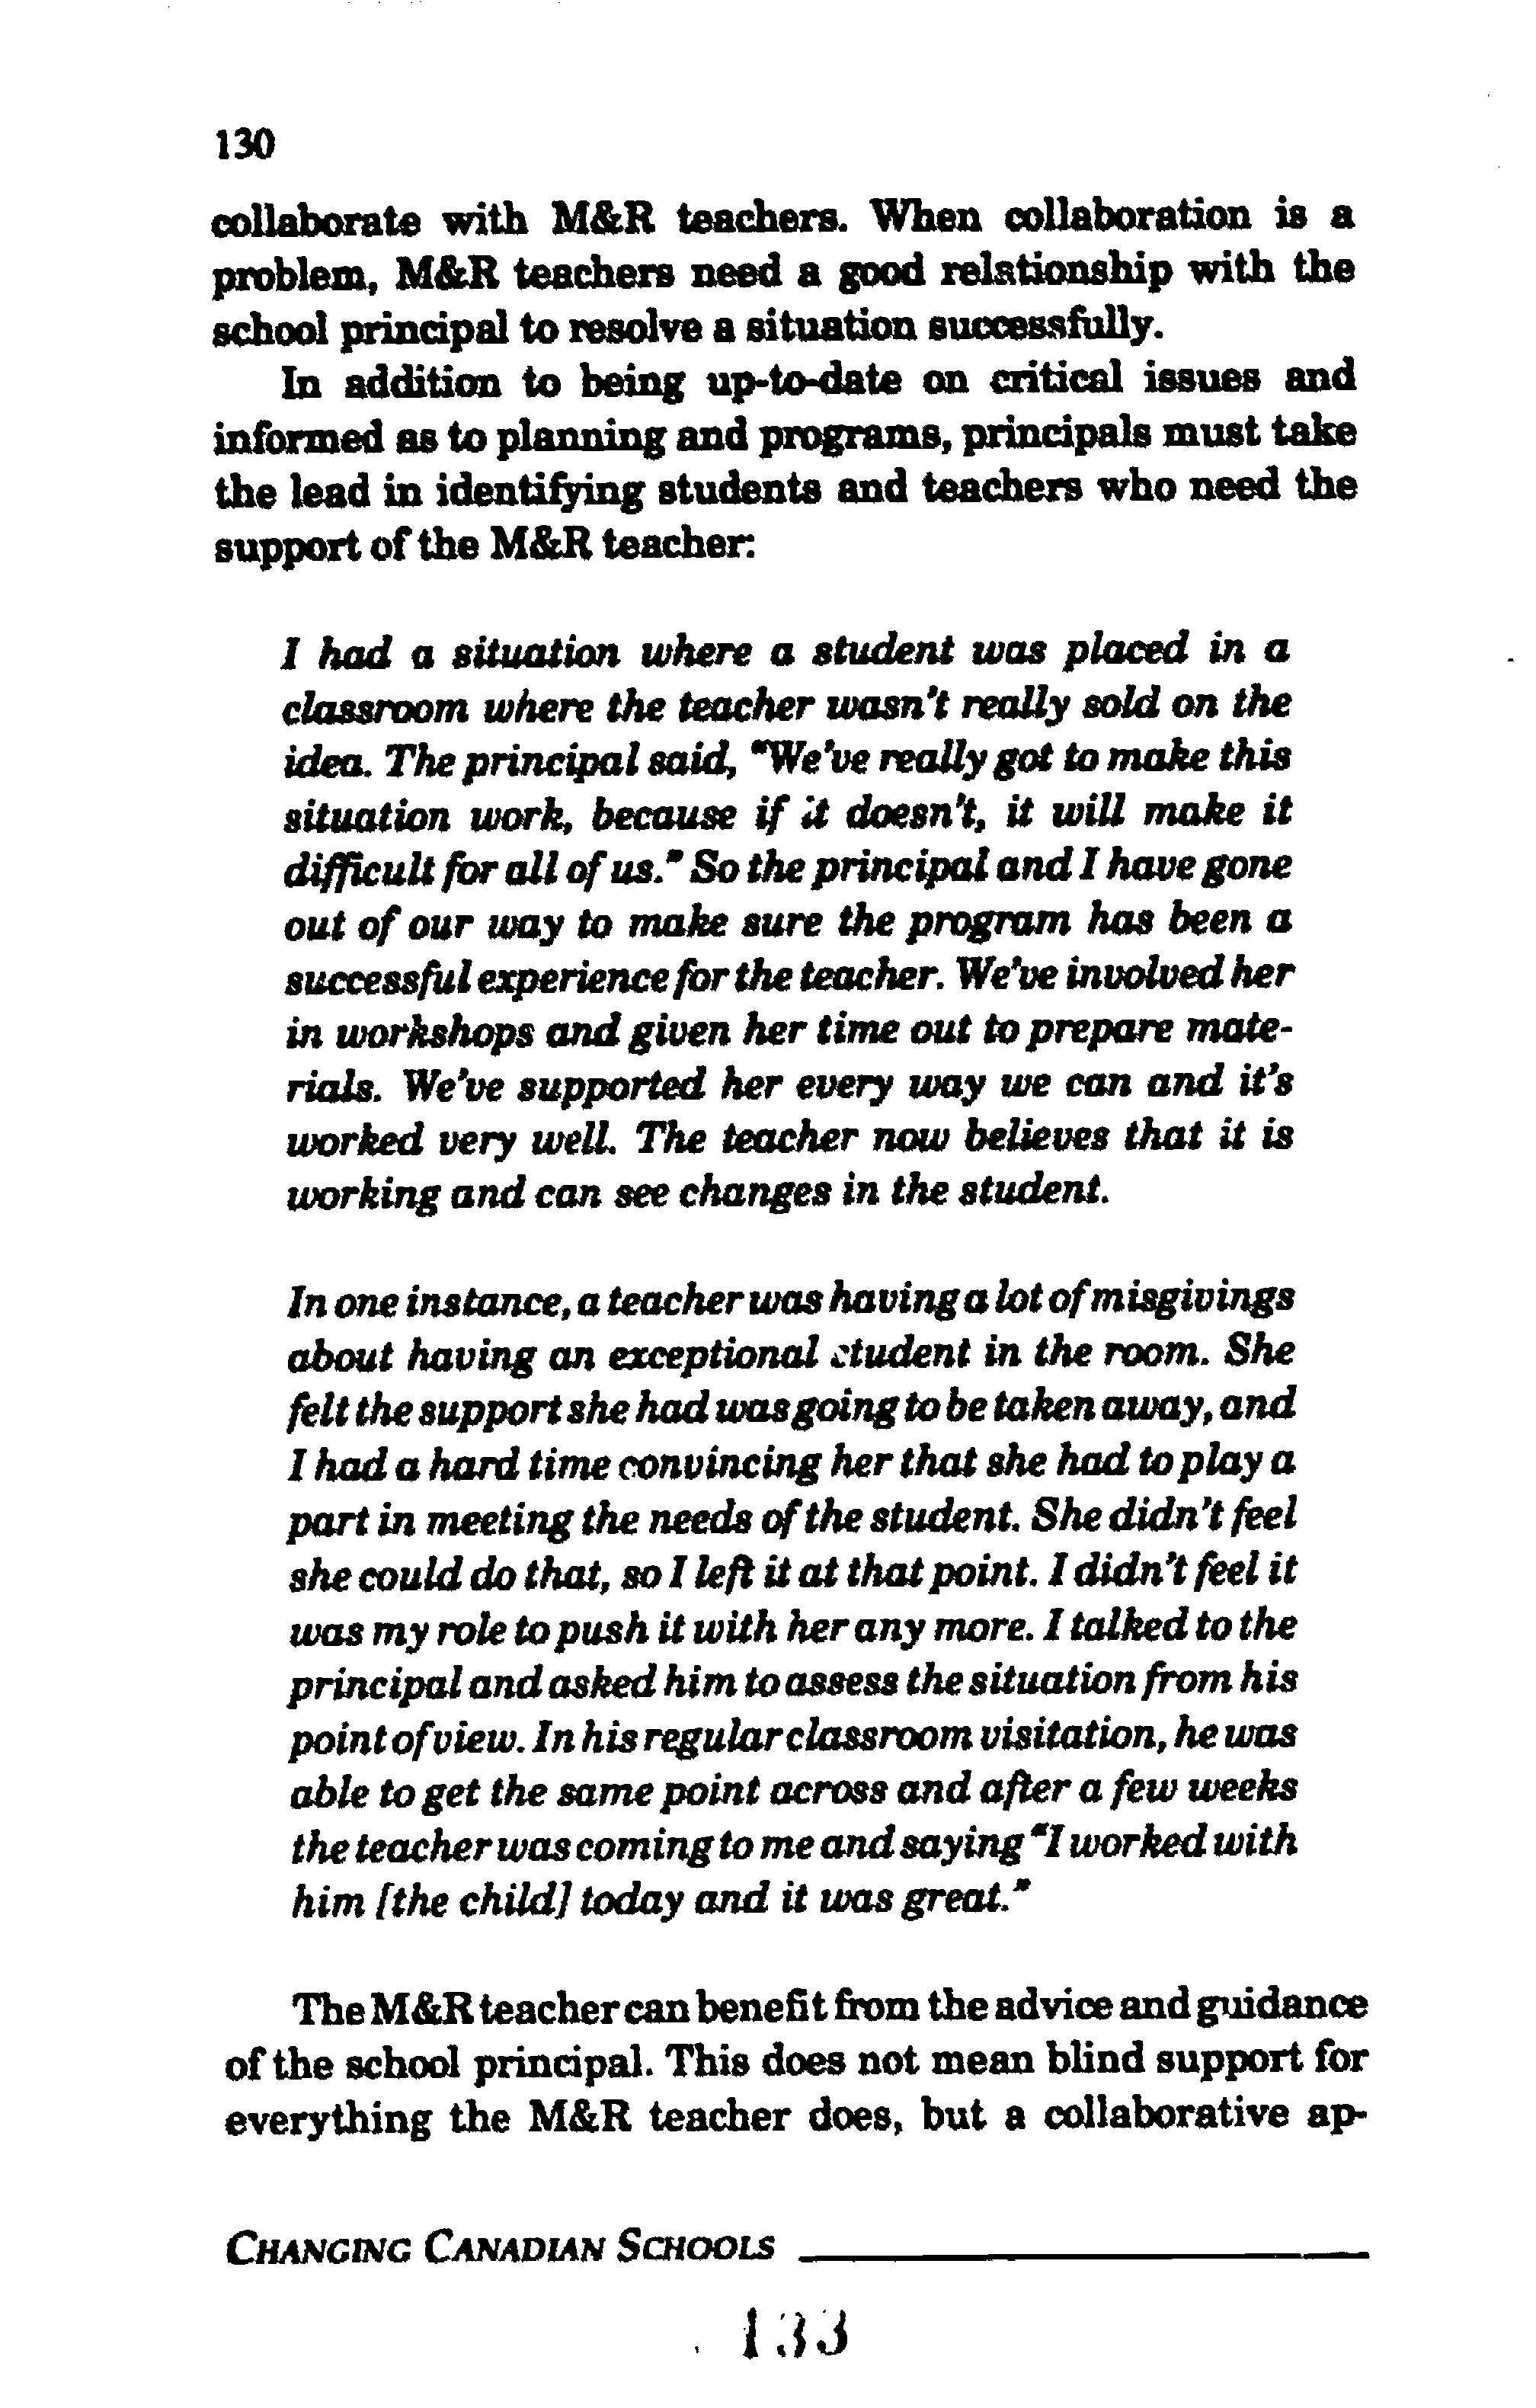 130
collaborate with M&R teachers. When collaboration is a
problem, M&R teachers need a good relationship with the
school principal to resolve a situation successfully.
In addition to being up-to-date on critical issues and
informed as to planning and programs, principals must take
the lead in identifying students and teachers who need the
support of the M&R teacher:
I had a situation where a student was placed in a
classroom where the teacher wasn't really sold on the
idea. The principal said, "We've really got to make this
situation work, because if it doesn't, it will make it
difficult for all of us." So the principal and I have gone
out of our way to make sure the program has been a
successful experience for the teacher. We've involved her
in workshops and given her time out to prepare mate-
rials. We've supported her every way we can and it's
worked very well. The teacher now believes that it is
working and can see changes in the student.
In one instance, a teacher was having a lot of misgivings
about having an exceptional student in the room. She
felt the support she had was going to be taken away, and
I had a hard time convincing her that she had to play a
part in meeting the needs of the student. She didn't feel
she could do that, so I left it at that point. I didn't feel it
was my role to push it with her any more. I talked to the
principal and asked him to assess the situation from his
point of view. In his regular classroom visitation, he was
able to get the same point across and after a few weeks
the teacher was coming to me and saying "I worked with
him [the child] today and it was great."
The M&R teacher can benefit from the advice and guidance
of the school principal. This does not mean blind support for
everything the M&R teacher does, but a collaborative ap-
CHANGING CANADIAN SCHOOLS
133